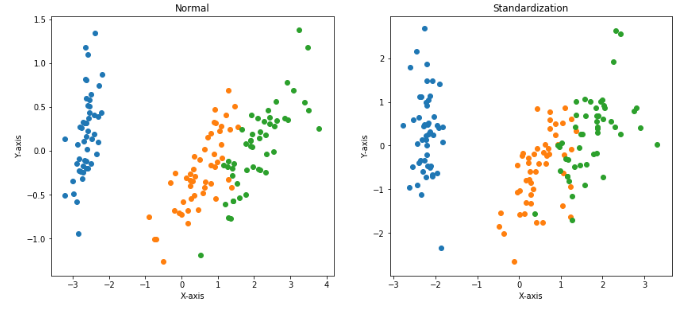 Normal
1.5
1.0
0.5
0.0
−0.5
−1.0
Y-axis
−3 −2 −1 0 1 2 3 4
X-axis
Standardization
2
1
0
−1
−2
Y-axis
−3 −2 −1 0 1 2 3
X-axis